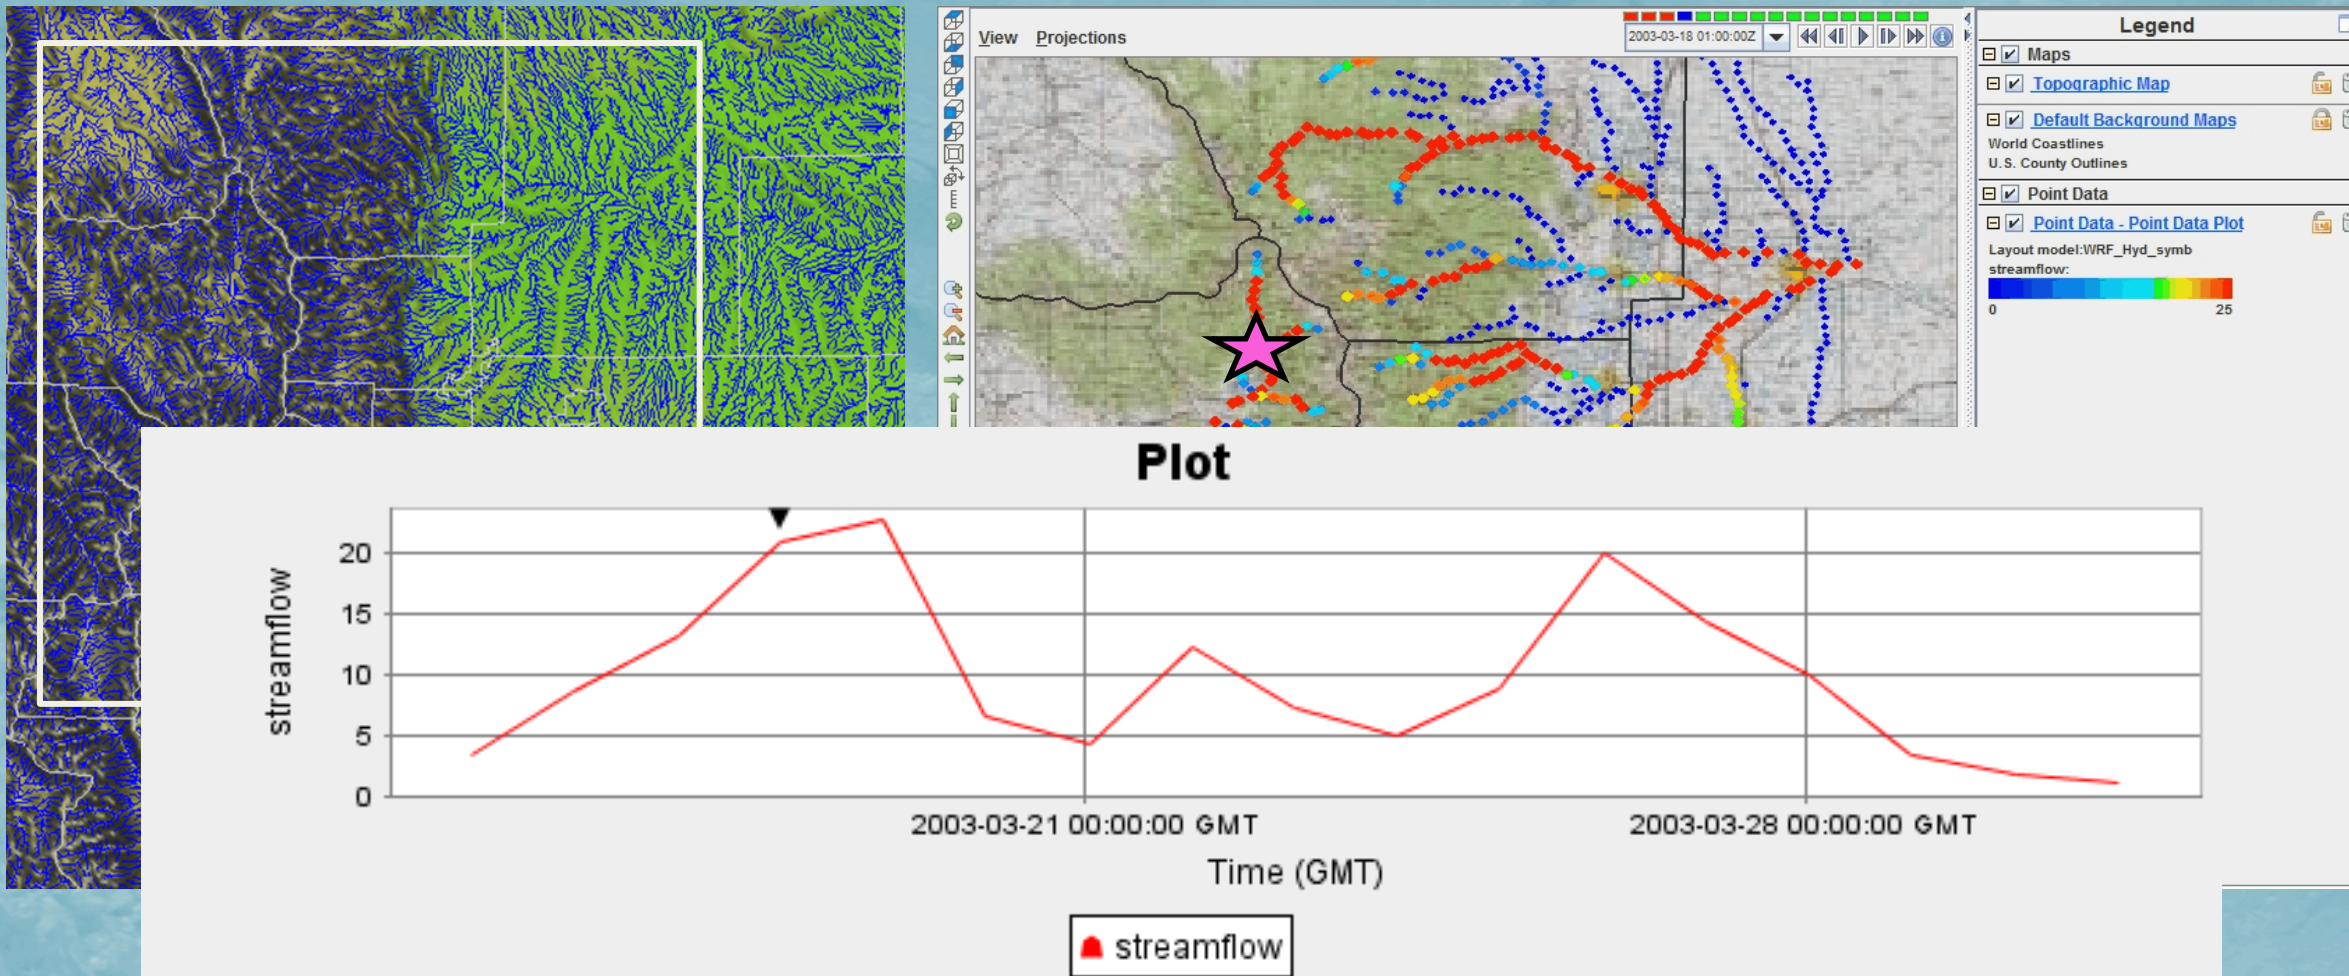 View Projections
2003-03-18 01:00:00Z
E
Legend
Maps
Topographic Map
Default Background Maps
World Coastlines
U.S. County Outlines
Point Data
Point Data - Point Data Plot
Layout model:WRF_Hyd_symb
streamflow:
0 25
Plot
streamflow
20
15
10
5
0
2003-03-21 00:00:00 GMT 2003-03-28 00:00:00 GMT
Time (GMT)
streamflow